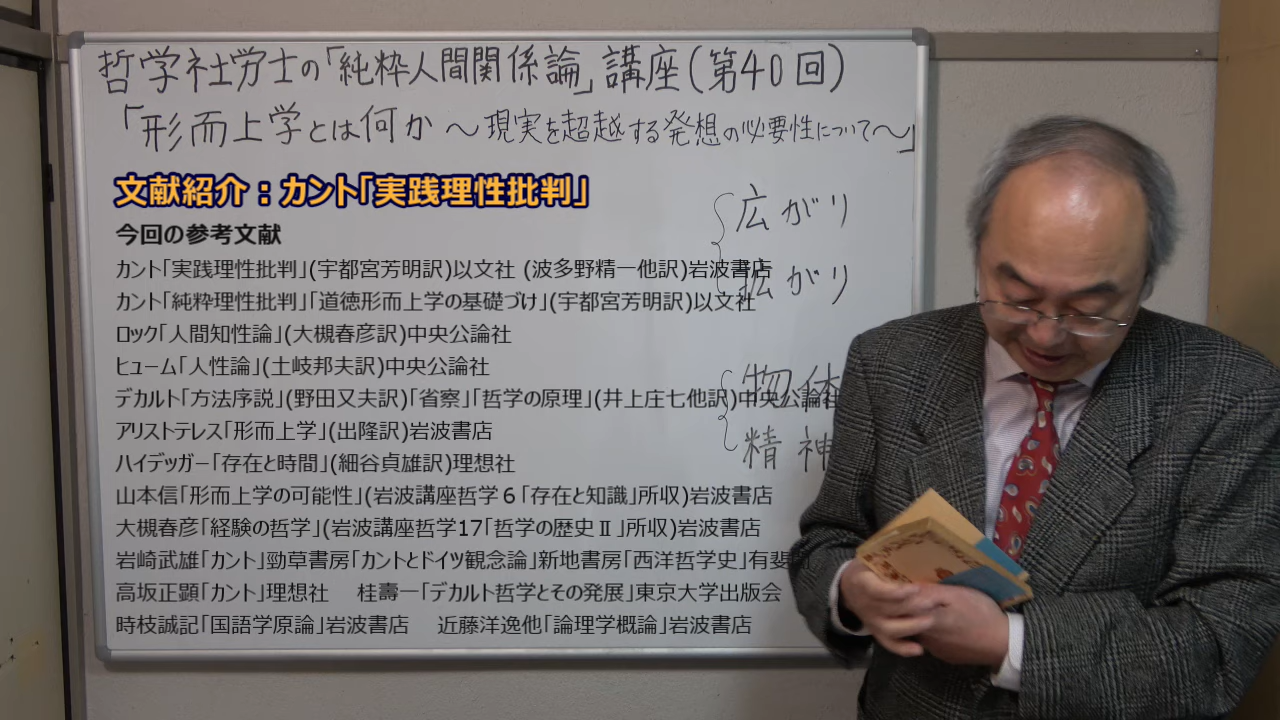 哲学社労士の「純粋人間関係論」講座(第40回)
「形而上学とは何か～現実を超越する発想の必要性について～」
文献紹介：カント「実践理性批判」
今回の参考文献
カント「実践理性批判」(宇都宮芳明訳)以文社 (波多野精一他訳)岩波書店
カント「純粋理性批判」「道徳形而上学の基礎づけ」(宇都宮芳明訳)以文社
ロック「人間知性論」(大槻春彦訳)中央公論社
ヒューム「人性論」(土岐邦夫訳)中央公論社
デカルト「方法序説」(野田又夫訳)「省察」「哲学の原理」(井上庄七他訳)中央公論社
アリストテレス「形而上学」(出隆訳)岩波書店
ハイデッガー「存在と時間」(細谷貞雄訳)理想社
山本信「形而上学の可能性」(岩波講座哲学６「存在と知識」所収)岩波書店
大槻春彦「経験の哲学」(岩波講座哲学17「哲学の歴史Ⅱ」所収)岩波書店
岩崎武雄「カント」勁草書房「カントとドイツ観念論」新地書房「西洋哲学史」有斐閣
高坂正顕「カント」理想社 桂壽一「デカルト哲学とその発展」東京大学出版会
時枝誠記「国語学原論」岩波書店 近藤洋逸他「論理学概論」岩波書店
広がり
拡がり
物体
精神